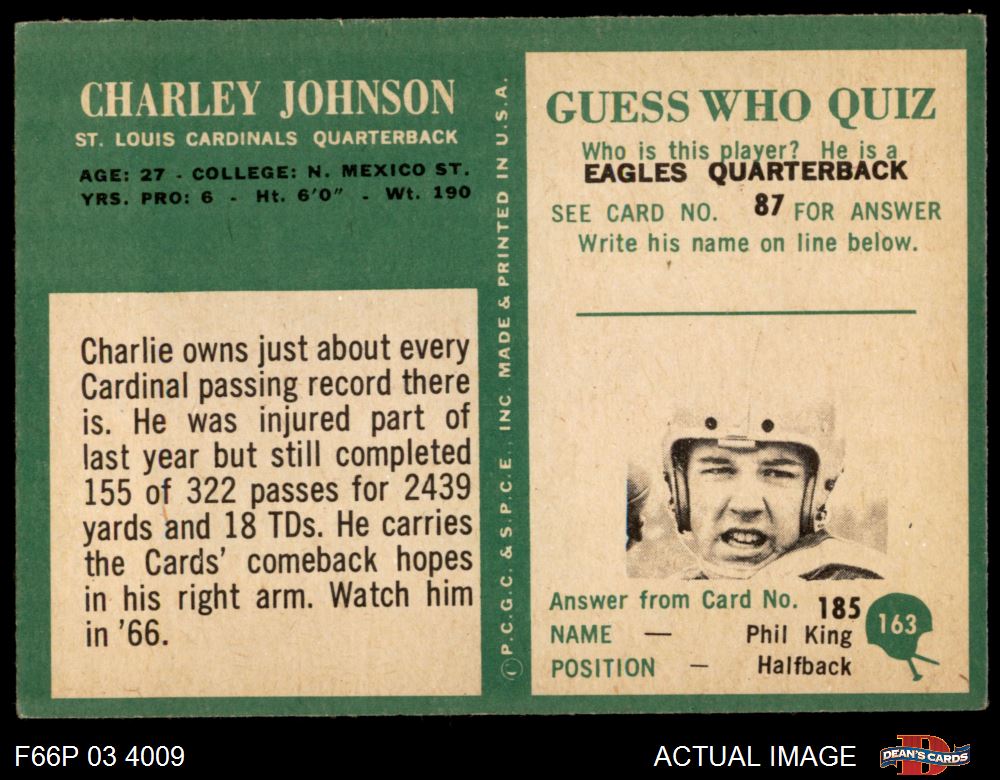 CHARLEY JOHNSON
ST. LOUIS CARDINALS QUARTERBACK
AGE: 27 - COLLEGE: N. MEXICO ST.
YRS. PRO: 6 - Ht. 6'0" - Wt. 190
Charlie owns just about every
Cardinal passing record there
is. He was injured part of
last year but still completed
155 of 322 passes for 2439
yards and 18 TDs. He carries
the Cards' comeback hopes
in his right arm. Watch him
in '66.
©P.C.G.C. & S.P.C.E., INC. MADE & PRINTED IN U.S.A.
GUESS WHO QUIZ
Who is this player? He is a
EAGLES QUARTERBACK
SEE CARD NO. 87 FOR ANSWER
Write his name on line below.
Answer from Card No. 185
NAME — Phil King
POSITION — Halfback
163
F66P 03 4009
ACTUAL IMAGE
DEAN'S CARDS